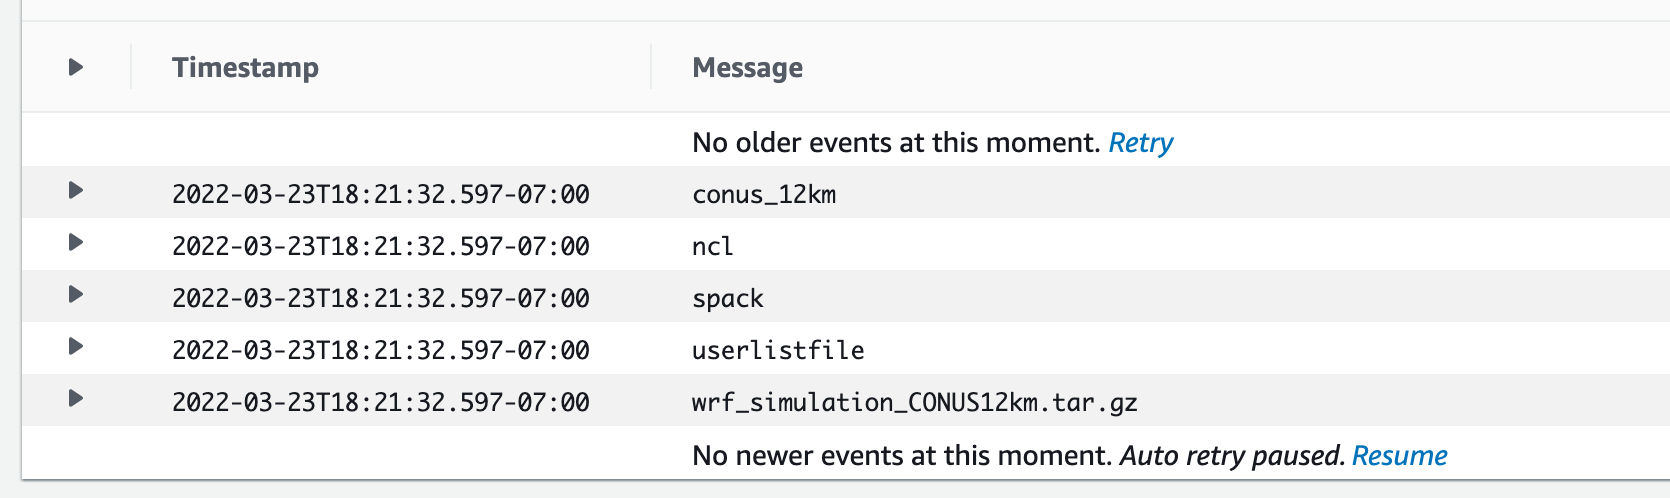 Timestamp Message
No older events at this moment. Retry
2022-03-23T18:21:32.597-07:00 conus_12km
2022-03-23T18:21:32.597-07:00 ncl
2022-03-23T18:21:32.597-07:00 spack
2022-03-23T18:21:32.597-07:00 userlistfile
2022-03-23T18:21:32.597-07:00 wrf_simulation_CONUS12km.tar.gz
No newer events at this moment. Auto retry paused. Resume